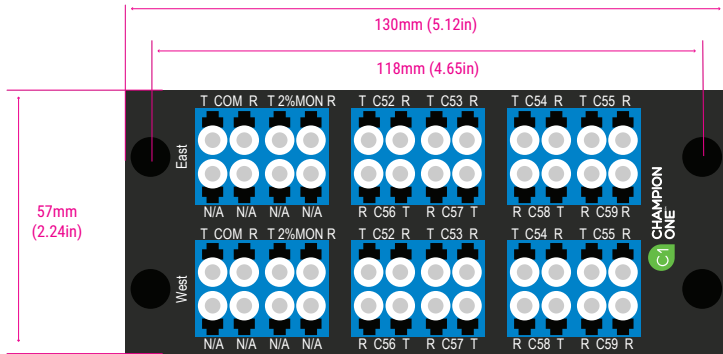 130mm (5.12in)
118mm (4.65in)
57mm
(2.24in)
T COM R T 2%MON R T C52 R T C53 R T C54 R T C55 R
East
N/A N/A N/A N/A R C56 T R C57 T R C58 T R C59 R
T COM R T 2%MON R T C52 R T C53 R T C54 R T C55 R
West
N/A N/A N/A N/A R C56 T R C57 T R C58 T R C59 R
C1 CHAMPION
ONE